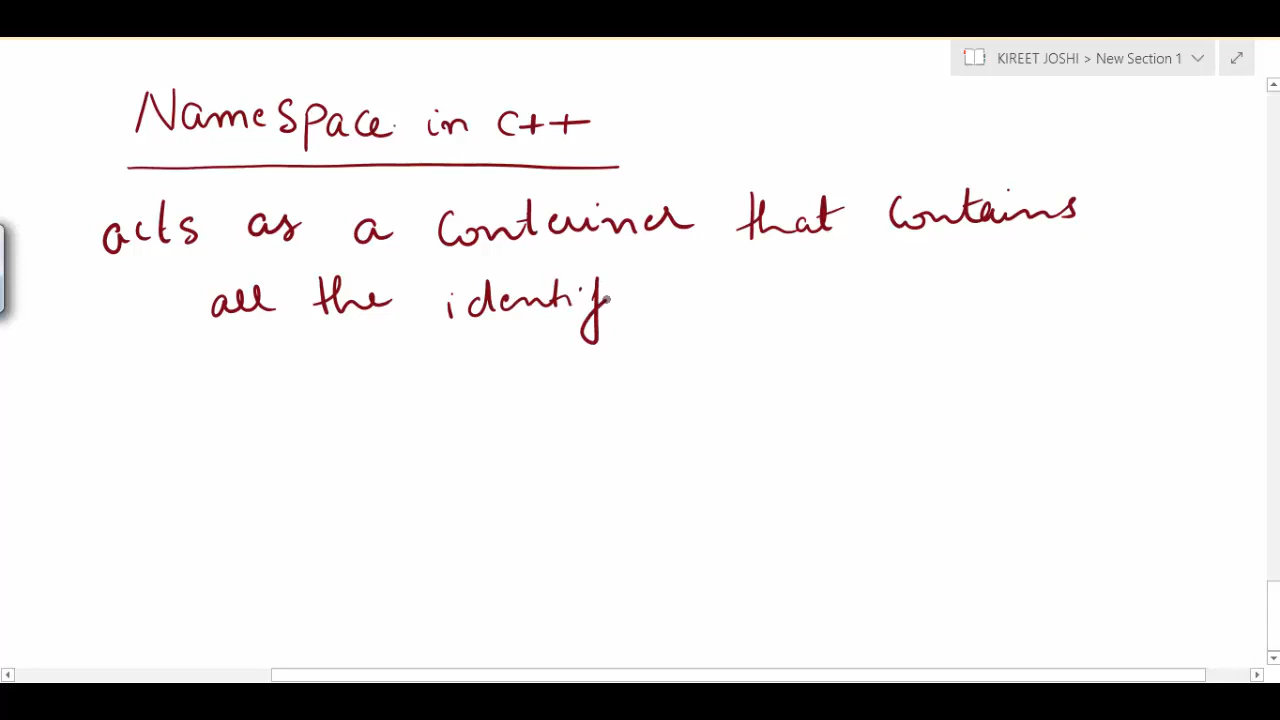 KIREET JOSHI > New Section 1
Namespace in C++
acts as a container that contains
all the identif